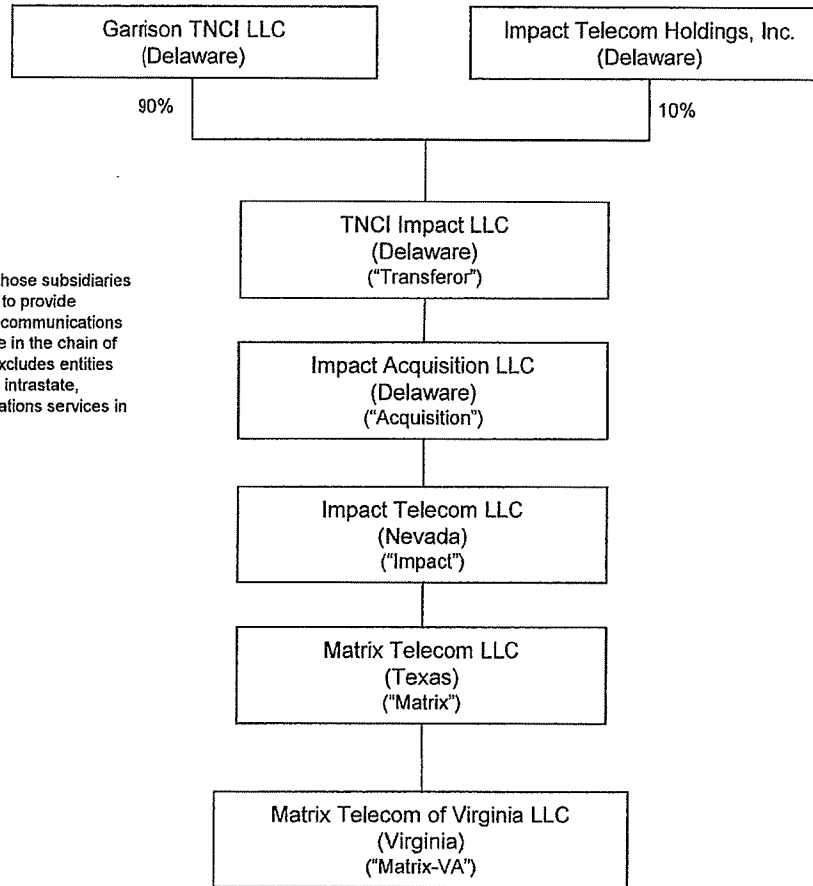 Garrison TNCI LLC
(Delaware)
Impact Telecom Holdings, Inc.
(Delaware)
90%
10%
TNCI Impact LLC
(Delaware)
("Transferor")
hose subsidiaries
to provide
communications
e in the chain of
xcludes entities
intrastate,
ations services in
Impact Acquisition LLC
(Delaware)
("Acquisition")
Impact Telecom LLC
(Nevada)
("Impact")
Matrix Telecom LLC
(Texas)
("Matrix")
Matrix Telecom of Virginia LLC
(Virginia)
("Matrix-VA")